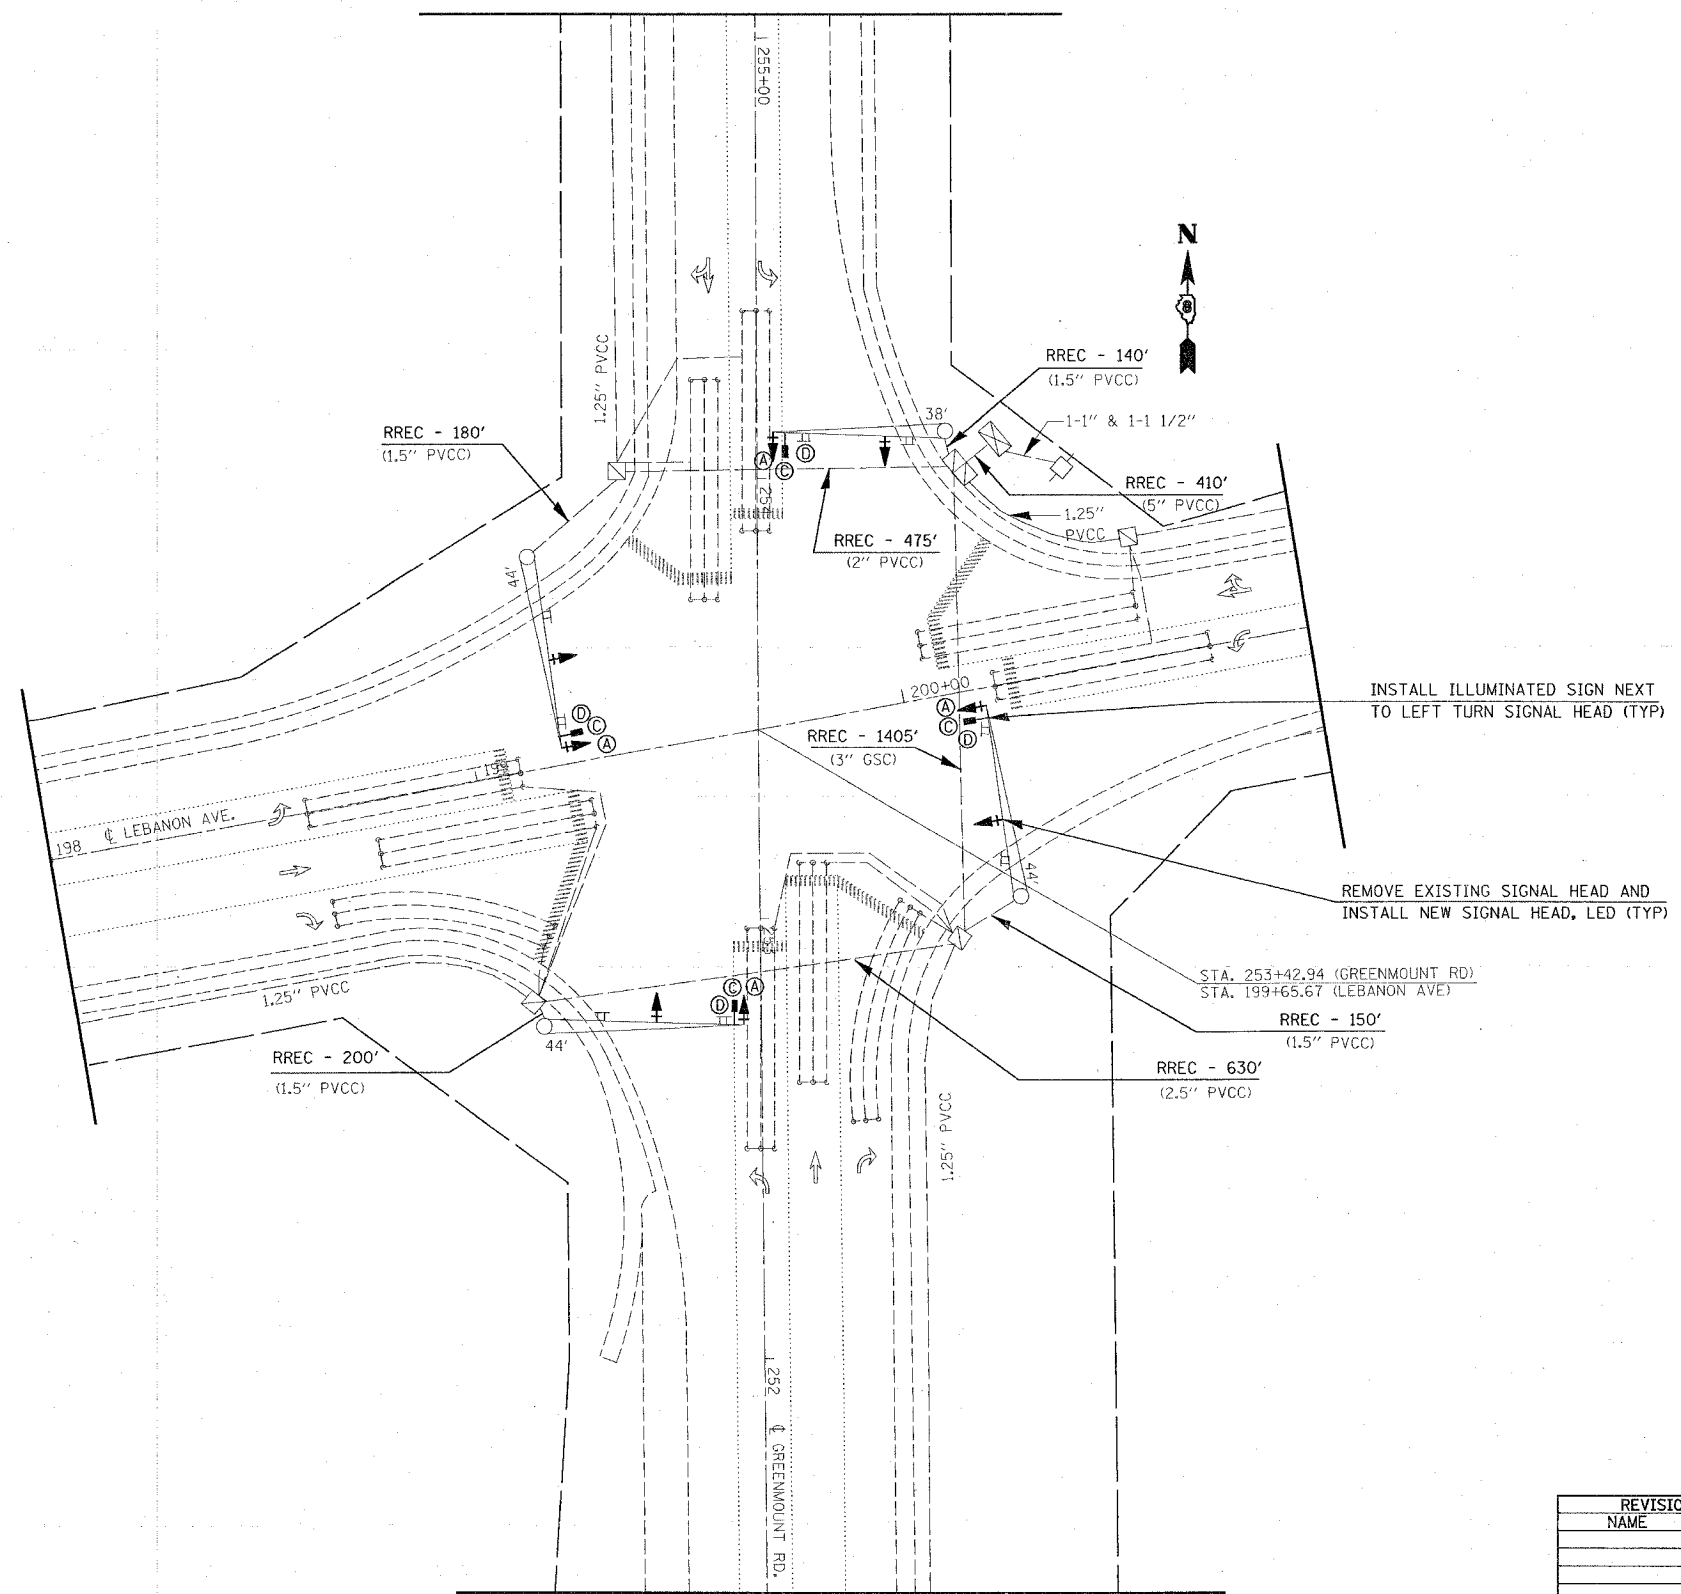 255+00
N
8
1.25" PVCC
RREC - 140'
(1.5" PVCC)
38'
1-1" & 1-1 1/2"
RREC - 180'
(1.5" PVCC)
A
C
D
254
RREC - 410'
(5" PVCC)
1.25"
PVCC
RREC - 475'
(2" PVCC)
44'
200+00
INSTALL ILLUMINATED SIGN NEXT
TO LEFT TURN SIGNAL HEAD (TYP)
D
C
A
A
C
D
RREC - 1405'
(3" GSC)
199
198
℄ LEBANON AVE.
44'
REMOVE EXISTING SIGNAL HEAD AND
INSTALL NEW SIGNAL HEAD, LED (TYP)
253
STA. 253+42.94 (GREENMOUNT RD)
STA. 199+65.67 (LEBANON AVE)
1.25" PVCC
D
C
A
RREC - 150'
(1.5" PVCC)
44'
RREC - 200'
(1.5" PVCC)
RREC - 630'
(2.5" PVCC)
1.25" PVCC
252
℄ GREENMOUNT RD.
REVISIO
NAME